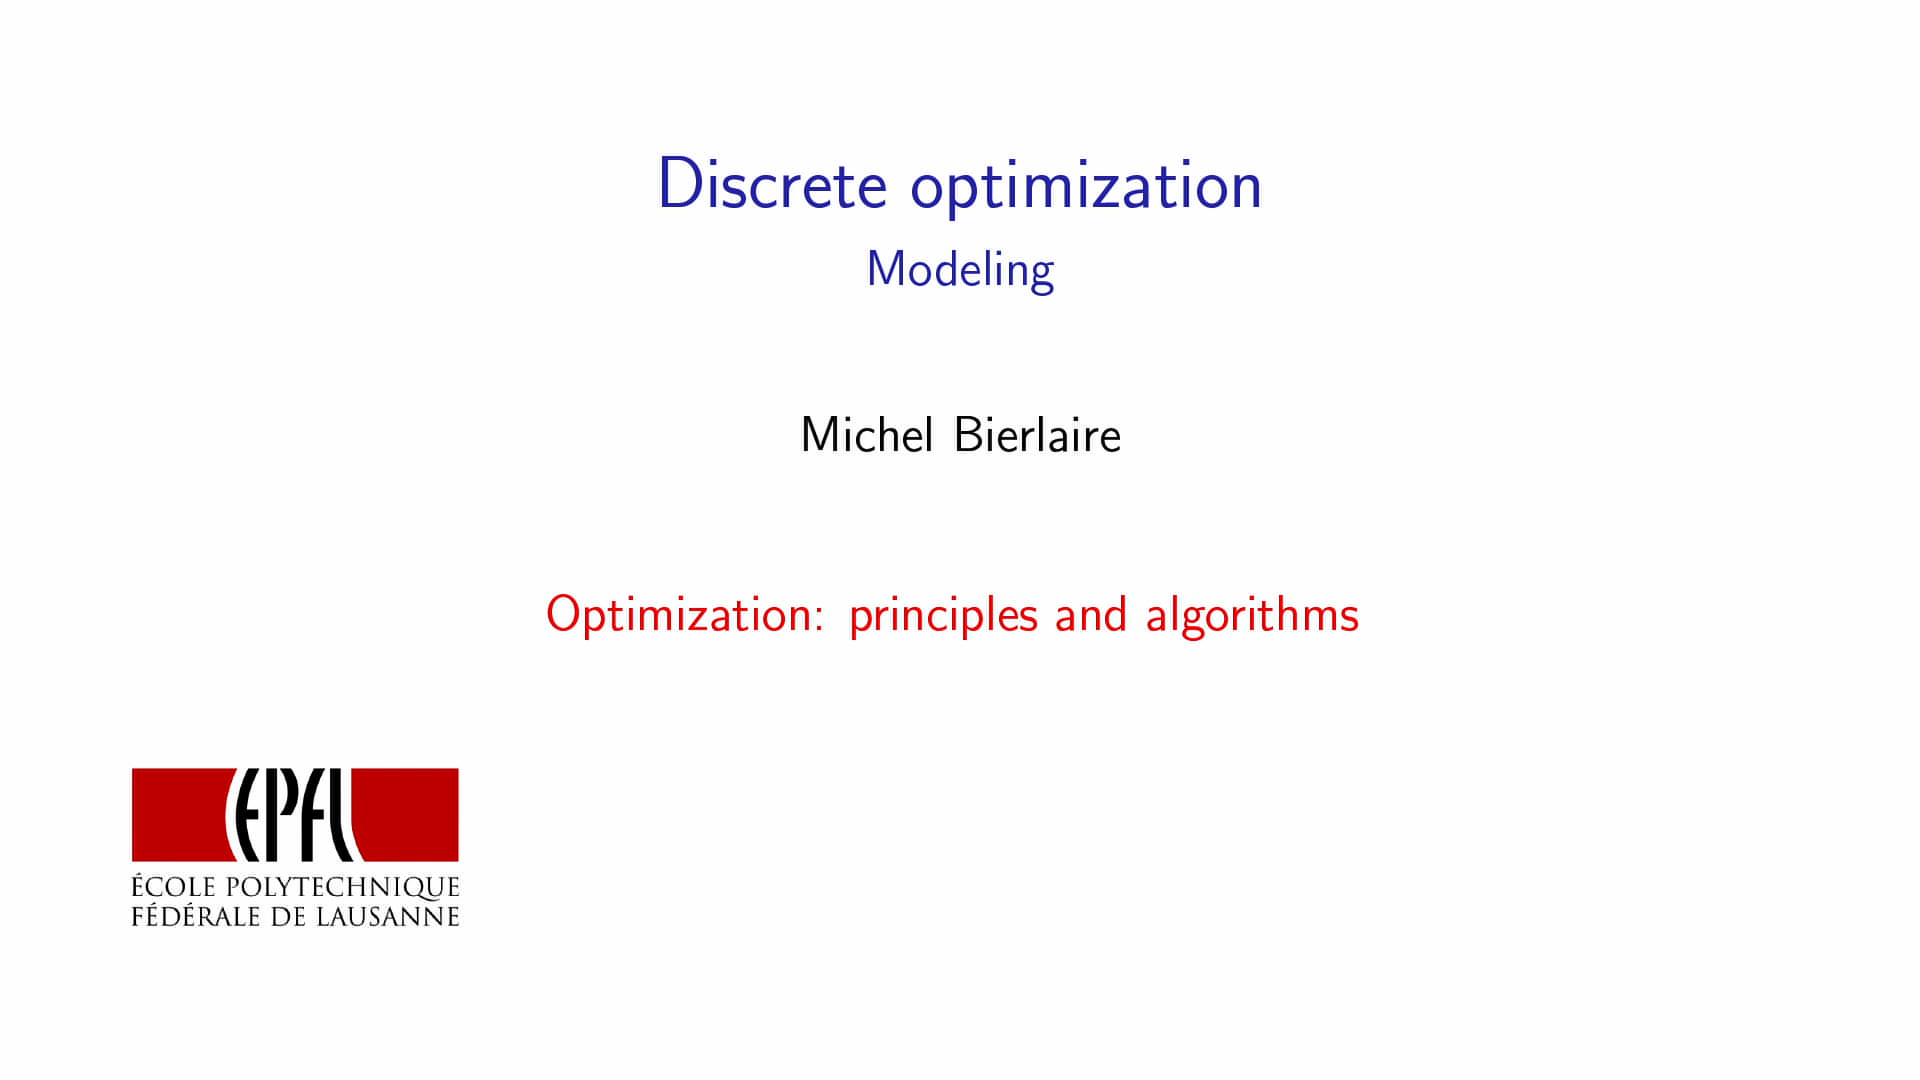 Discrete optimization
Modeling
Michel Bierlaire
Optimization: principles and algorithms
EPFL
ÉCOLE POLYTECHNIQUE
FÉDÉRALE DE LAUSANNE